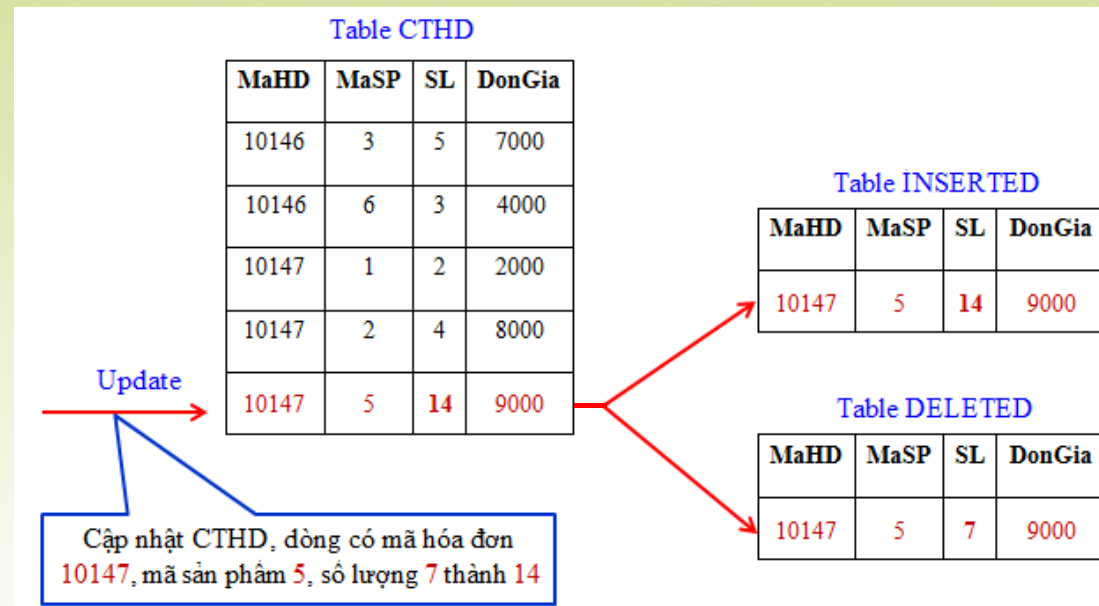 Table CTHD
MaHD MaSP SL DonGia
10146 3 5 7000
10146 6 3 4000
10147 1 2 2000
10147 2 4 8000
10147 5 14 9000
Update
Cập nhật CTHD, dòng có mã hóa đơn
10147, mã sản phẩm 5, số lượng 7 thành 14
Table INSERTED
MaHD MaSP SL DonGia
10147 5 14 9000
Table DELETED
MaHD MaSP SL DonGia
10147 5 7 9000